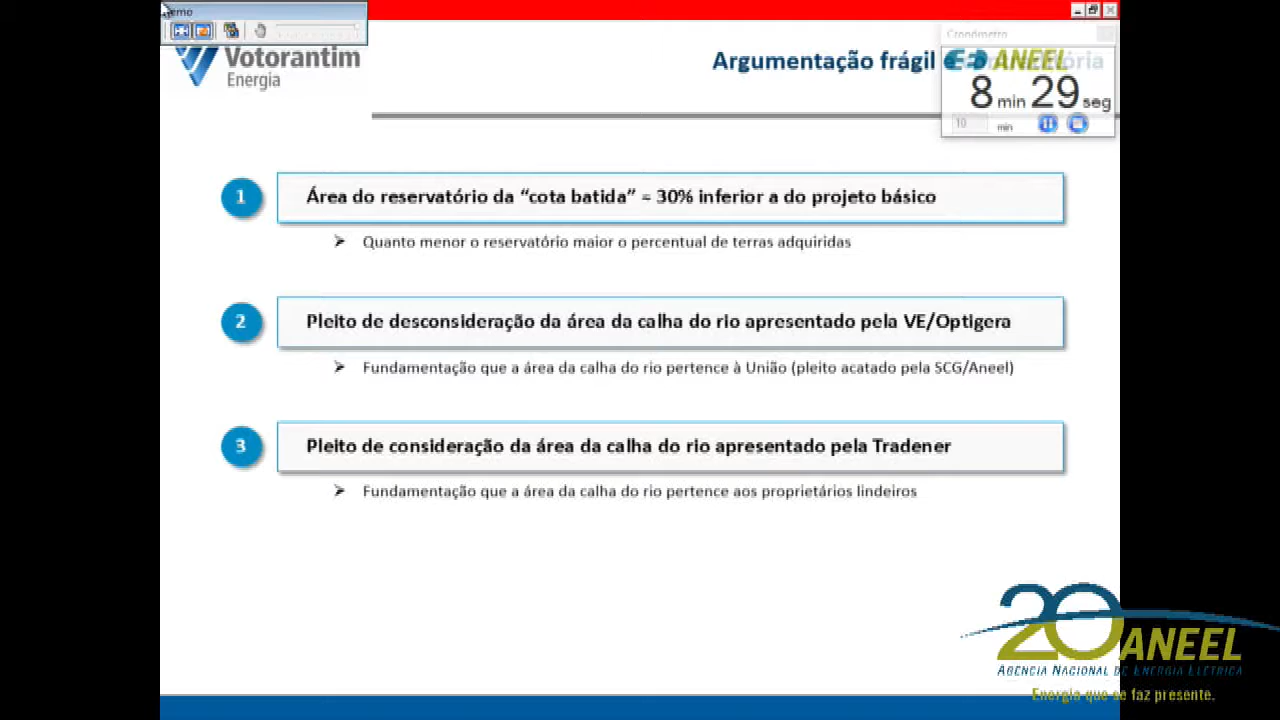 Votorantim
Energia
Argumentação frágil
Cronômetro
ANEEL
8 min 29 seg
10 min
1
Área do reservatório da “cota batida” = 30% inferior a do projeto básico
Quanto menor o reservatório maior o percentual de terras adquiridas
2
Pleito de desconsideração da área da calha do rio apresentado pela VE/Optigera
Fundamentação que a área da calha do rio pertence à União (pleito acatado pela SCG/Aneel)
3
Pleito de consideração da área da calha do rio apresentado pela Tradener
Fundamentação que a área da calha do rio pertence aos proprietários lindeiros
20 ANEEL
AGÊNCIA NACIONAL DE ENERGIA ELÉTRICA
Energia que se faz presente.